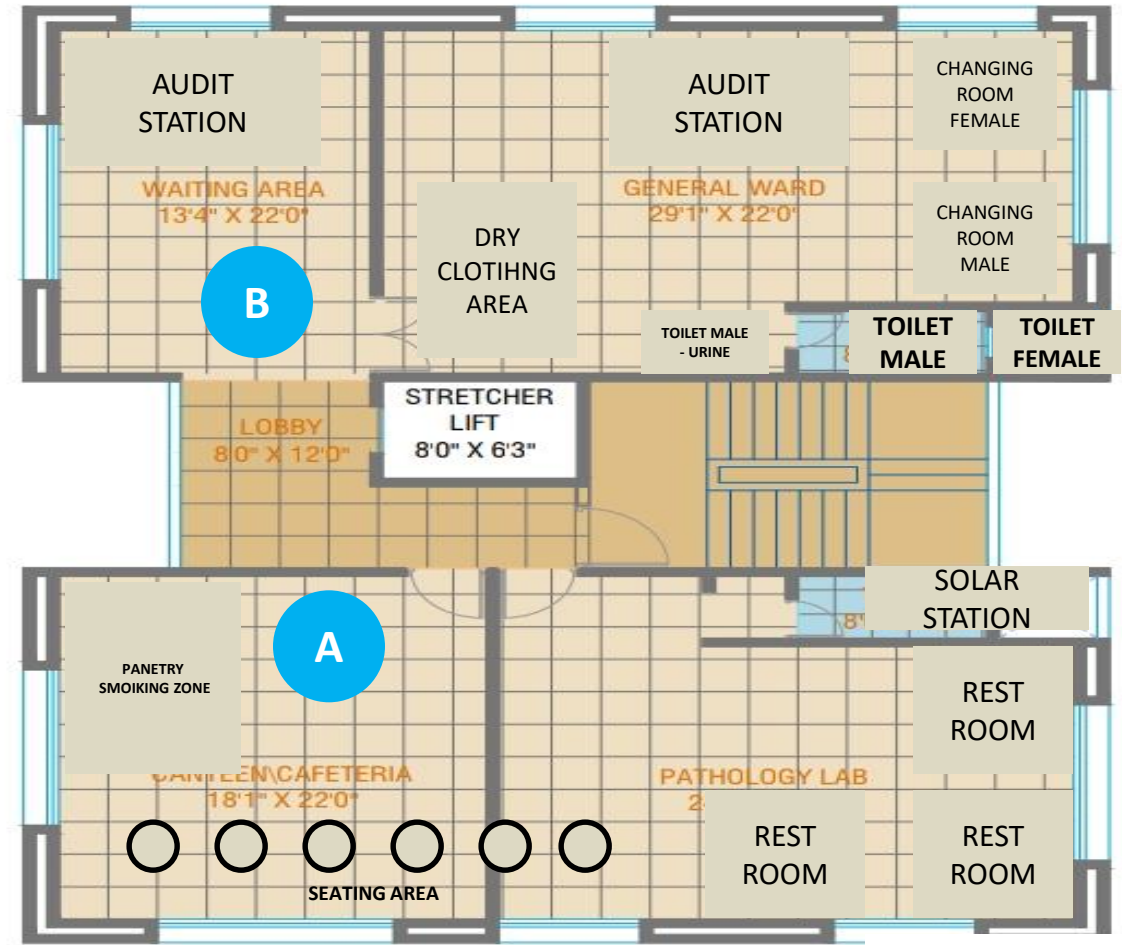 AUDIT
STATION
AUDIT
STATION
CHANGING
ROOM
FEMALE
WAITING AREA
13'4" X 22'0"
GENERAL WARD
29'1" X 22'0"
CHANGING
ROOM
MALE
DRY
CLOTIHNG
AREA
B
TOILET MALE
- URINE
TOILET
MALE
TOILET
FEMALE
STRETCHER
LIFT
8'0" X 6'3"
LOBBY
8'0" X 12'0"
SOLAR
STATION
A
PANETRY
SMOIKING ZONE
REST
ROOM
CANTEEN\CAFETERIA
18'1" X 22'0"
PATHOLOGY LAB
REST
ROOM
REST
ROOM
SEATING AREA